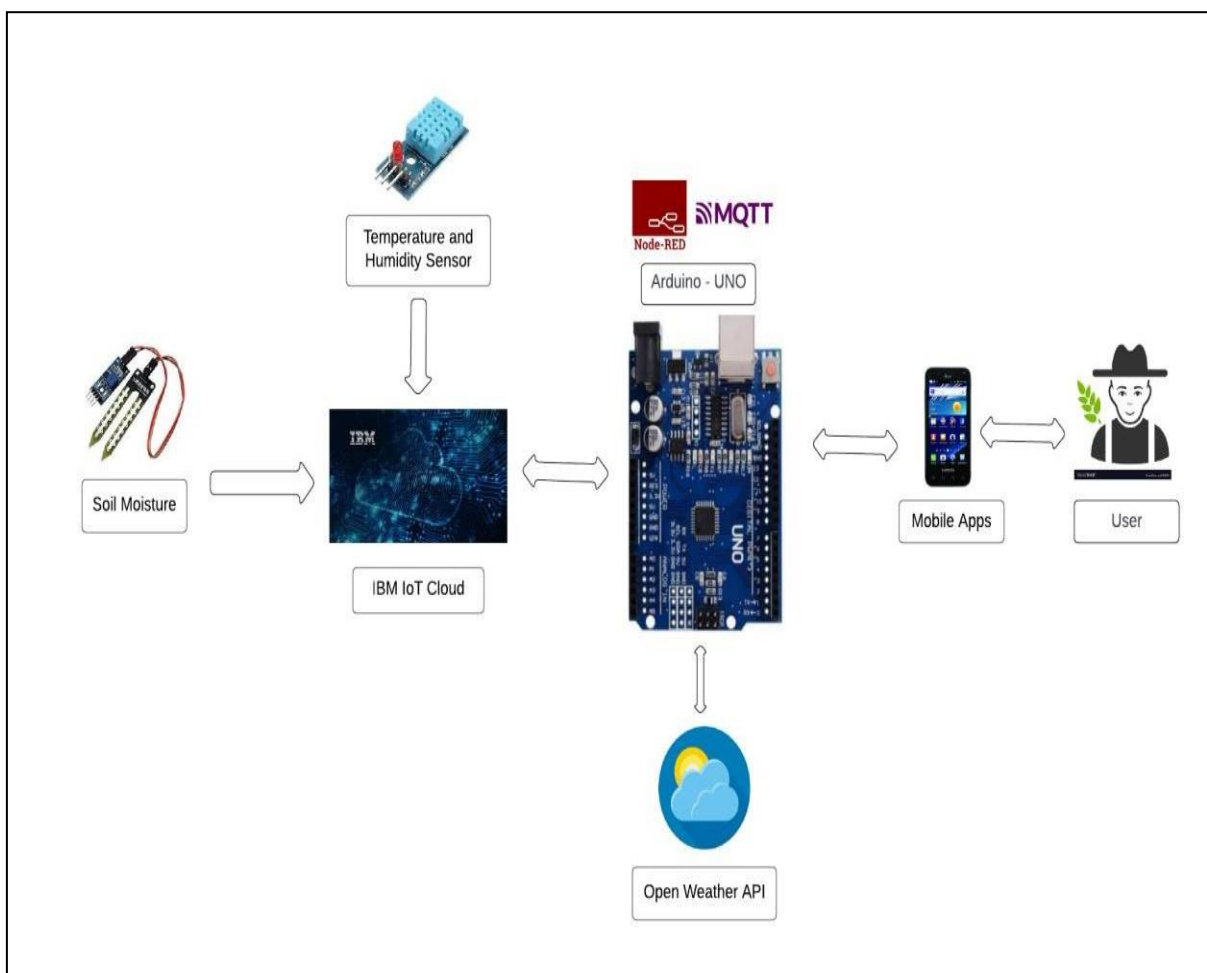 Node-RED
MQTT
Temperature and
Humidity Sensor
Arduino - UNO
IBM
UNO
Soil Moisture
IBM IoT Cloud
Mobile Apps
User
Open Weather API